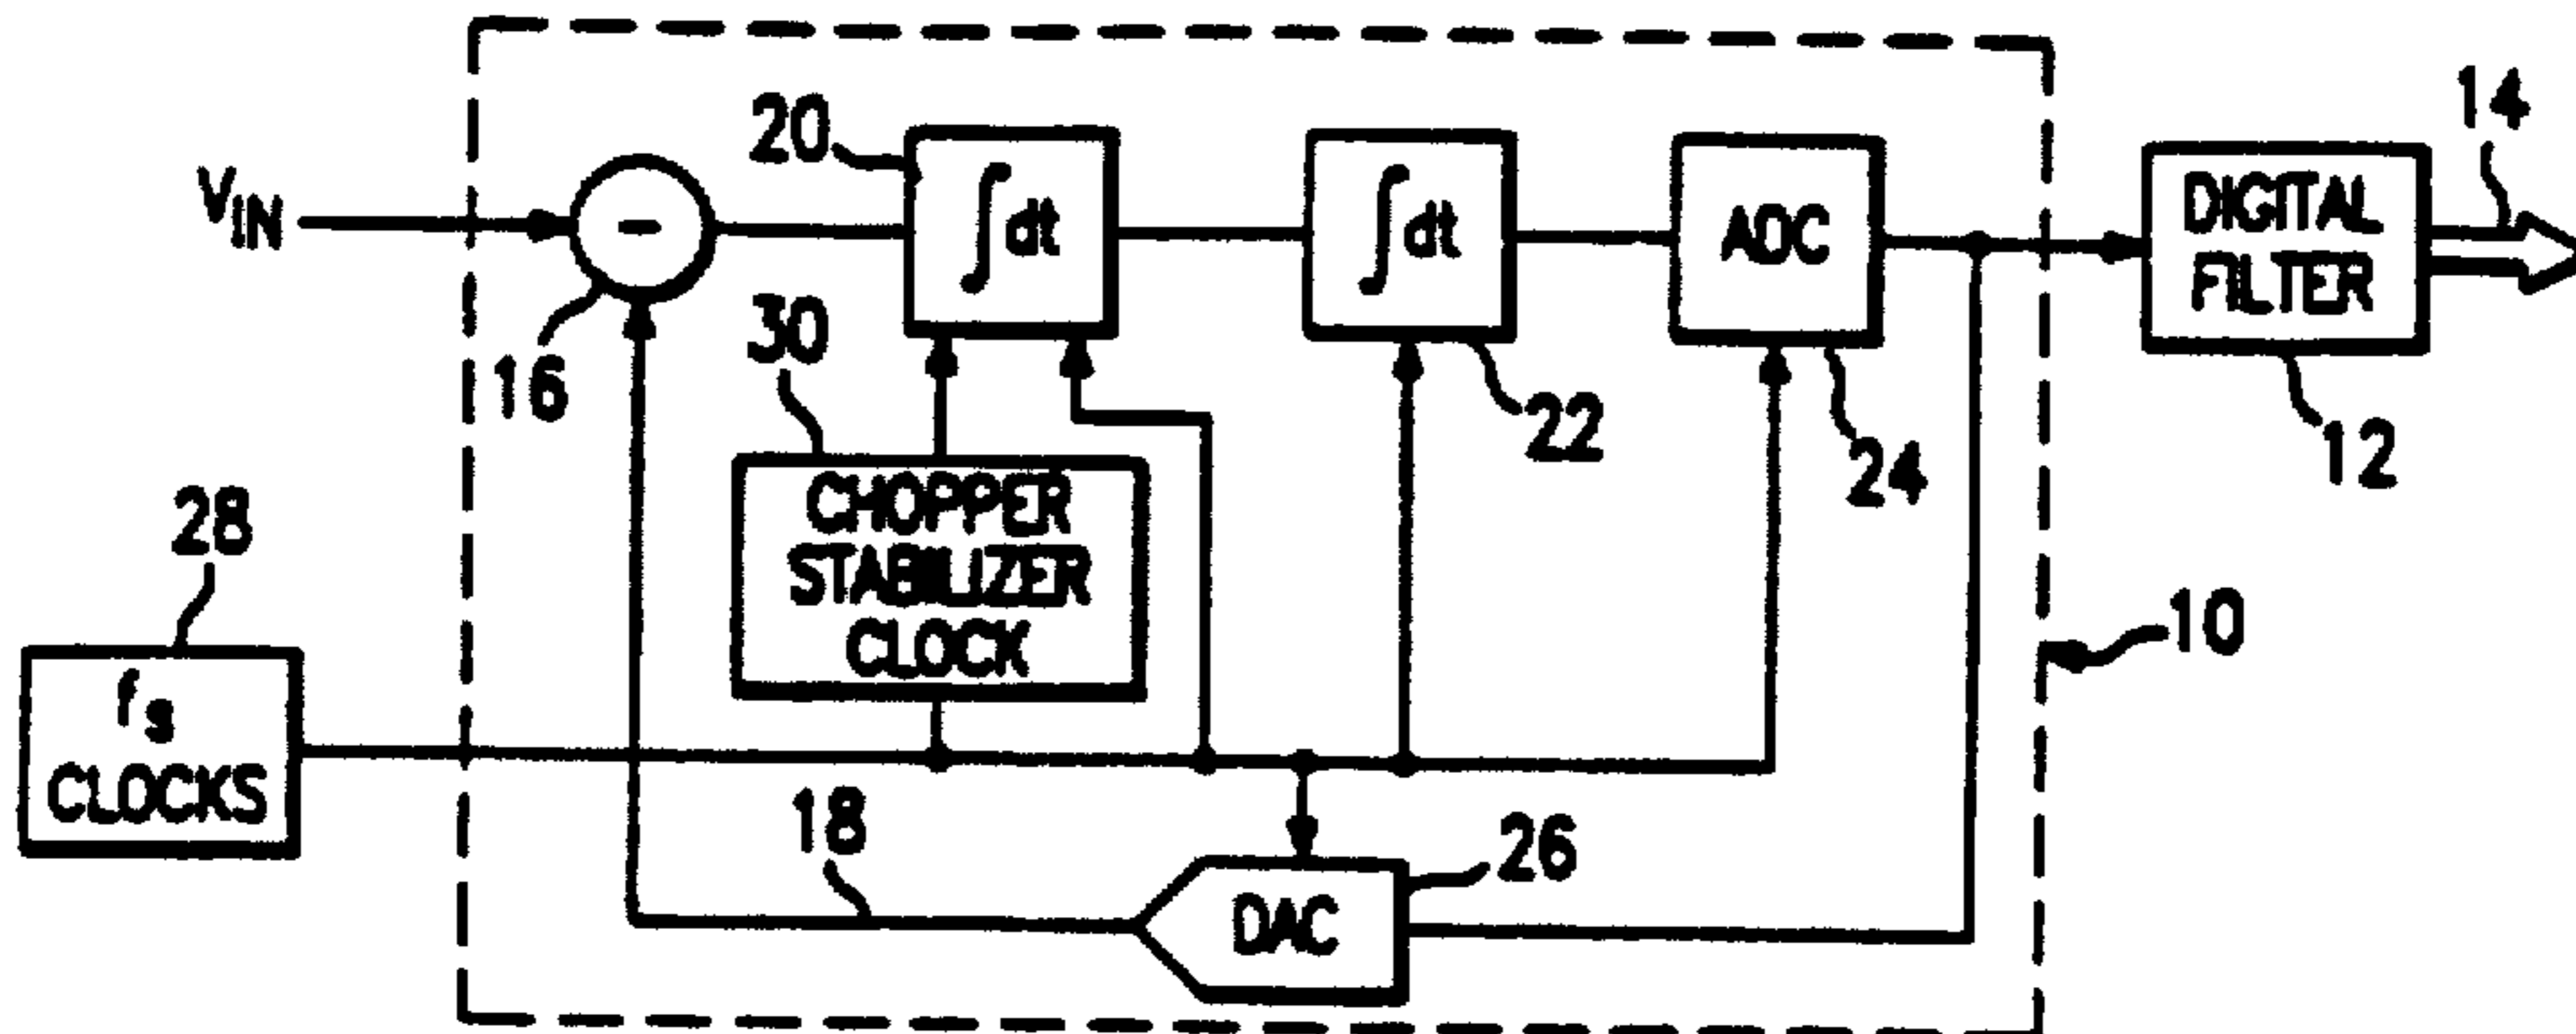 14
20
V_IN
−
∫dt
∫dt
ADC
DIGITAL
FILTER
16
30
22
24
12
28
CHOPPER
STABILIZER
CLOCK
10
f_s
CLOCKS
18
26
DAC